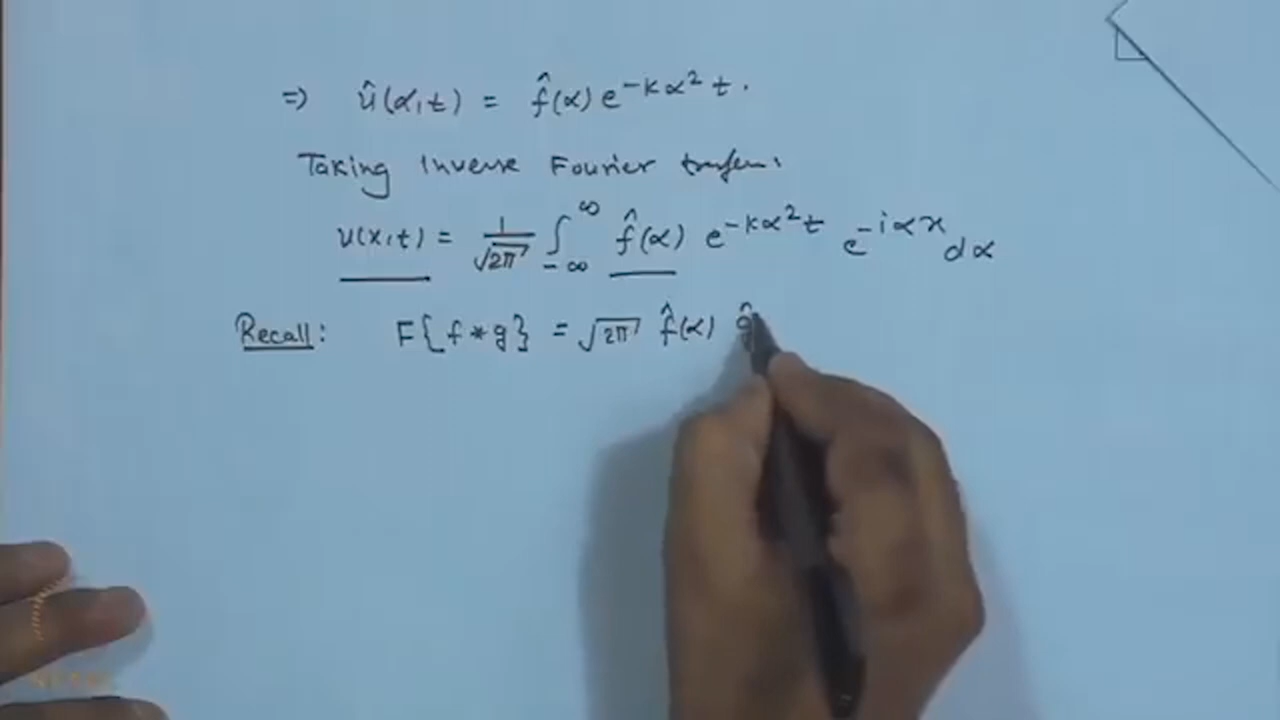 ⇒ û(α,t) = f̂(α) e^{-kα²t}.
Taking Inverse Fourier transform:
u(x,t) = 1/√2π ∫_{-∞}^{∞} f̂(α) e^{-kα²t} e^{-iαx} dα
Recall: F{f*g} = √2π f̂(α) ĝ